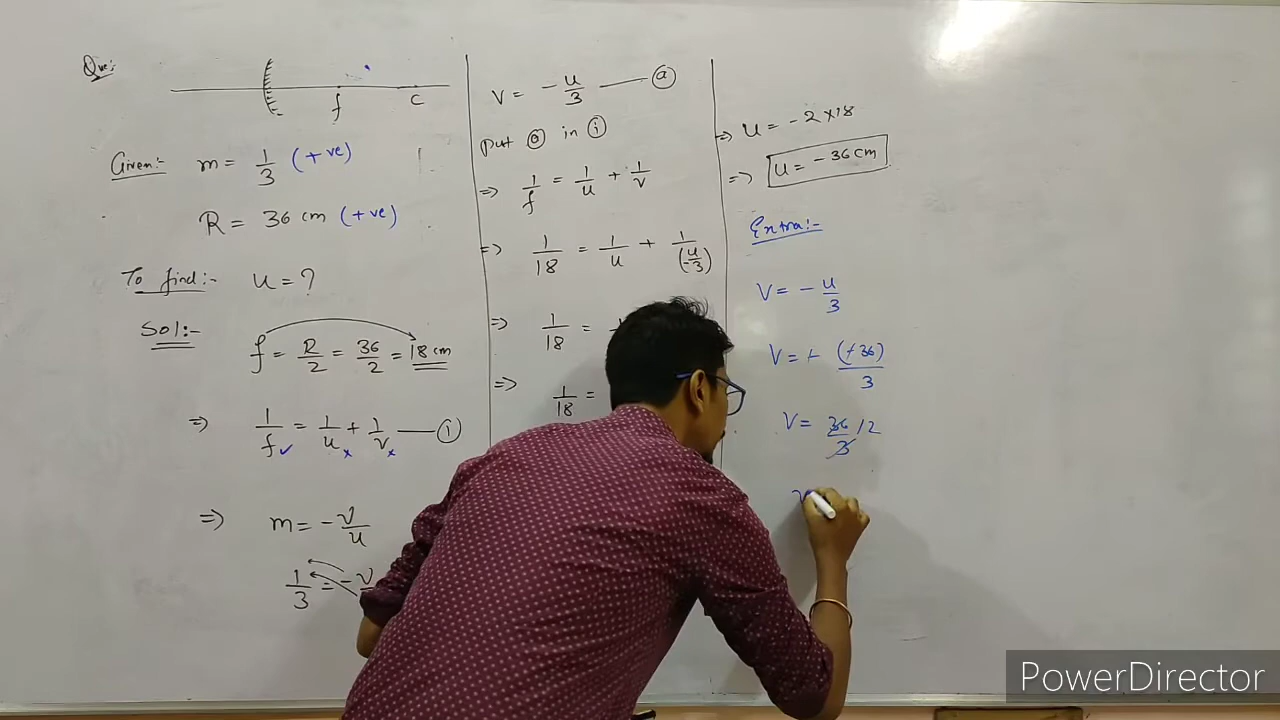 Que:
f C
Given:- m = 1/3 (+ve)
R = 36 cm (+ve)
To find:- u = ?
Sol:-
f = R/2 = 36/2 = 18 cm
=> 1/f = 1/u + 1/v — (i)
=> m = -v/u
1/3 = -v
v = -u/3 — (a)
put (a) in (i)
=> 1/f = 1/u + 1/v
=> 1/18 = 1/u + 1/(-u/3)
=> 1/18 =
=> 1/18 =
=> u = -2×18
=> u = -36 cm
Extra:-
V = -u/3
V = + (+36)/3
V = 36/3 12
v
PowerDirector